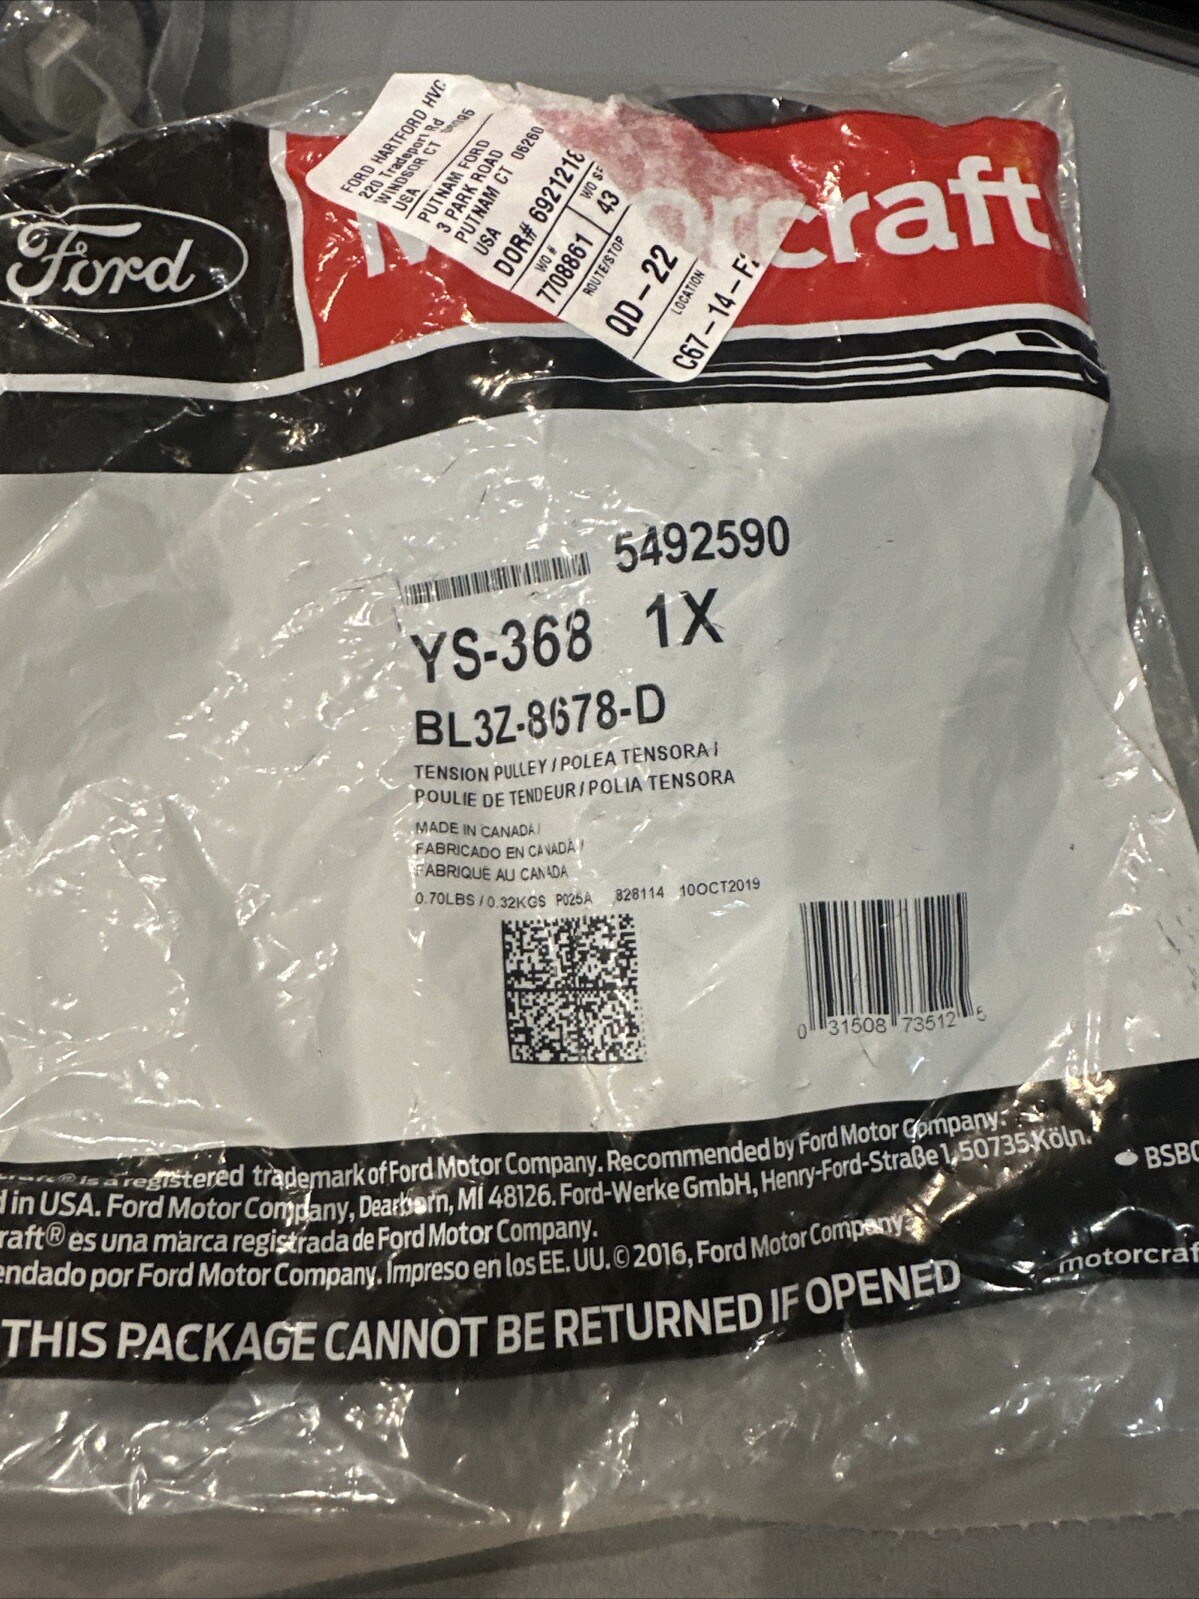 Ford
craft
FORD HARTFORD HVC
220 Tradeport Rd
WINDSOR CT
USA
PUTNAM FORD
3 PARK ROAD
PUTNAM CT 06260
USA
DOR# 6921218
WO #
7708861
43
ROUTE/STOP
QD-22
LOCATION
C67-14-F
5492590
YS-368 1X
BL3Z-8678-D
TENSION PULLEY / POLEA TENSORA /
POULIE DE TENDEUR / POLIA TENSORA
MADE IN CANADA /
FABRICADO EN CANADÁ /
FABRIQUÉ AU CANADA
0.70LBS / 0.32KGS P025A 828114 10OCT2019
0 31508 73512 5
is a registered trademark of Ford Motor Company. Recommended by Ford Motor Company.
in USA. Ford Motor Company, Dearborn, MI 48126. Ford-Werke GmbH, Henry-Ford-Straße 1, 50735 Köln.
BSB
raft® es una marca registrada de Ford Motor Company.
endado por Ford Motor Company. Impreso en los EE. UU. © 2016, Ford Motor Company
motorcraf
THIS PACKAGE CANNOT BE RETURNED IF OPENED